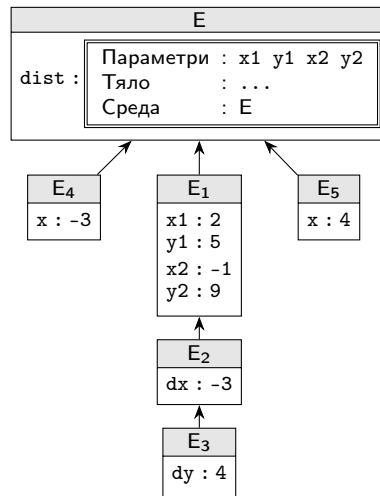 E
dist :
Параметри : x1 y1 x2 y2
Тяло : ...
Среда : E
E₄
x : -3
E₁
x1 : 2
y1 : 5
x2 : -1
y2 : 9
E₅
x : 4
E₂
dx : -3
E₃
dy : 4